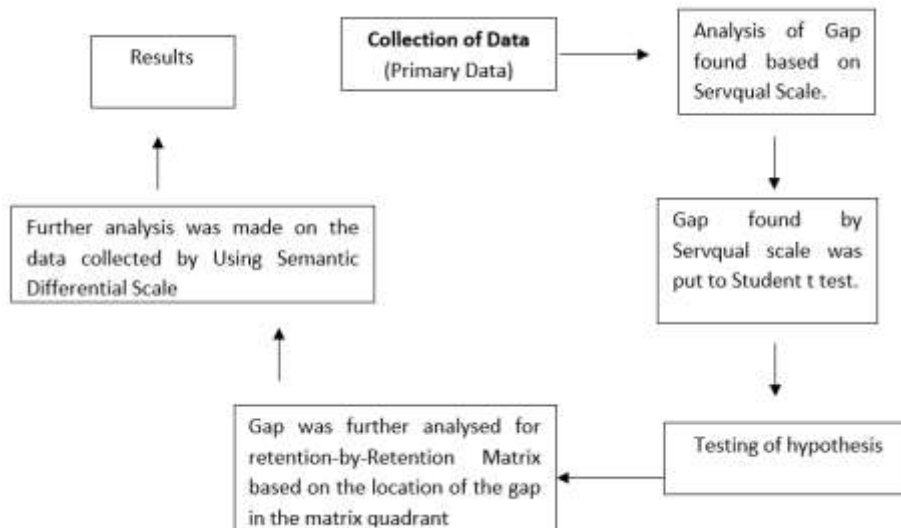 Results
Collection of Data
(Primary Data)
Analysis of Gap
found based on
Servqual Scale.
Further analysis was made on the
data collected by Using Semantic
Differential Scale
Gap found by
Servqual scale was
put to Student t test.
Gap was further analysed for
retention-by-Retention Matrix
based on the location of the gap
in the matrix quadrant
Testing of hypothesis